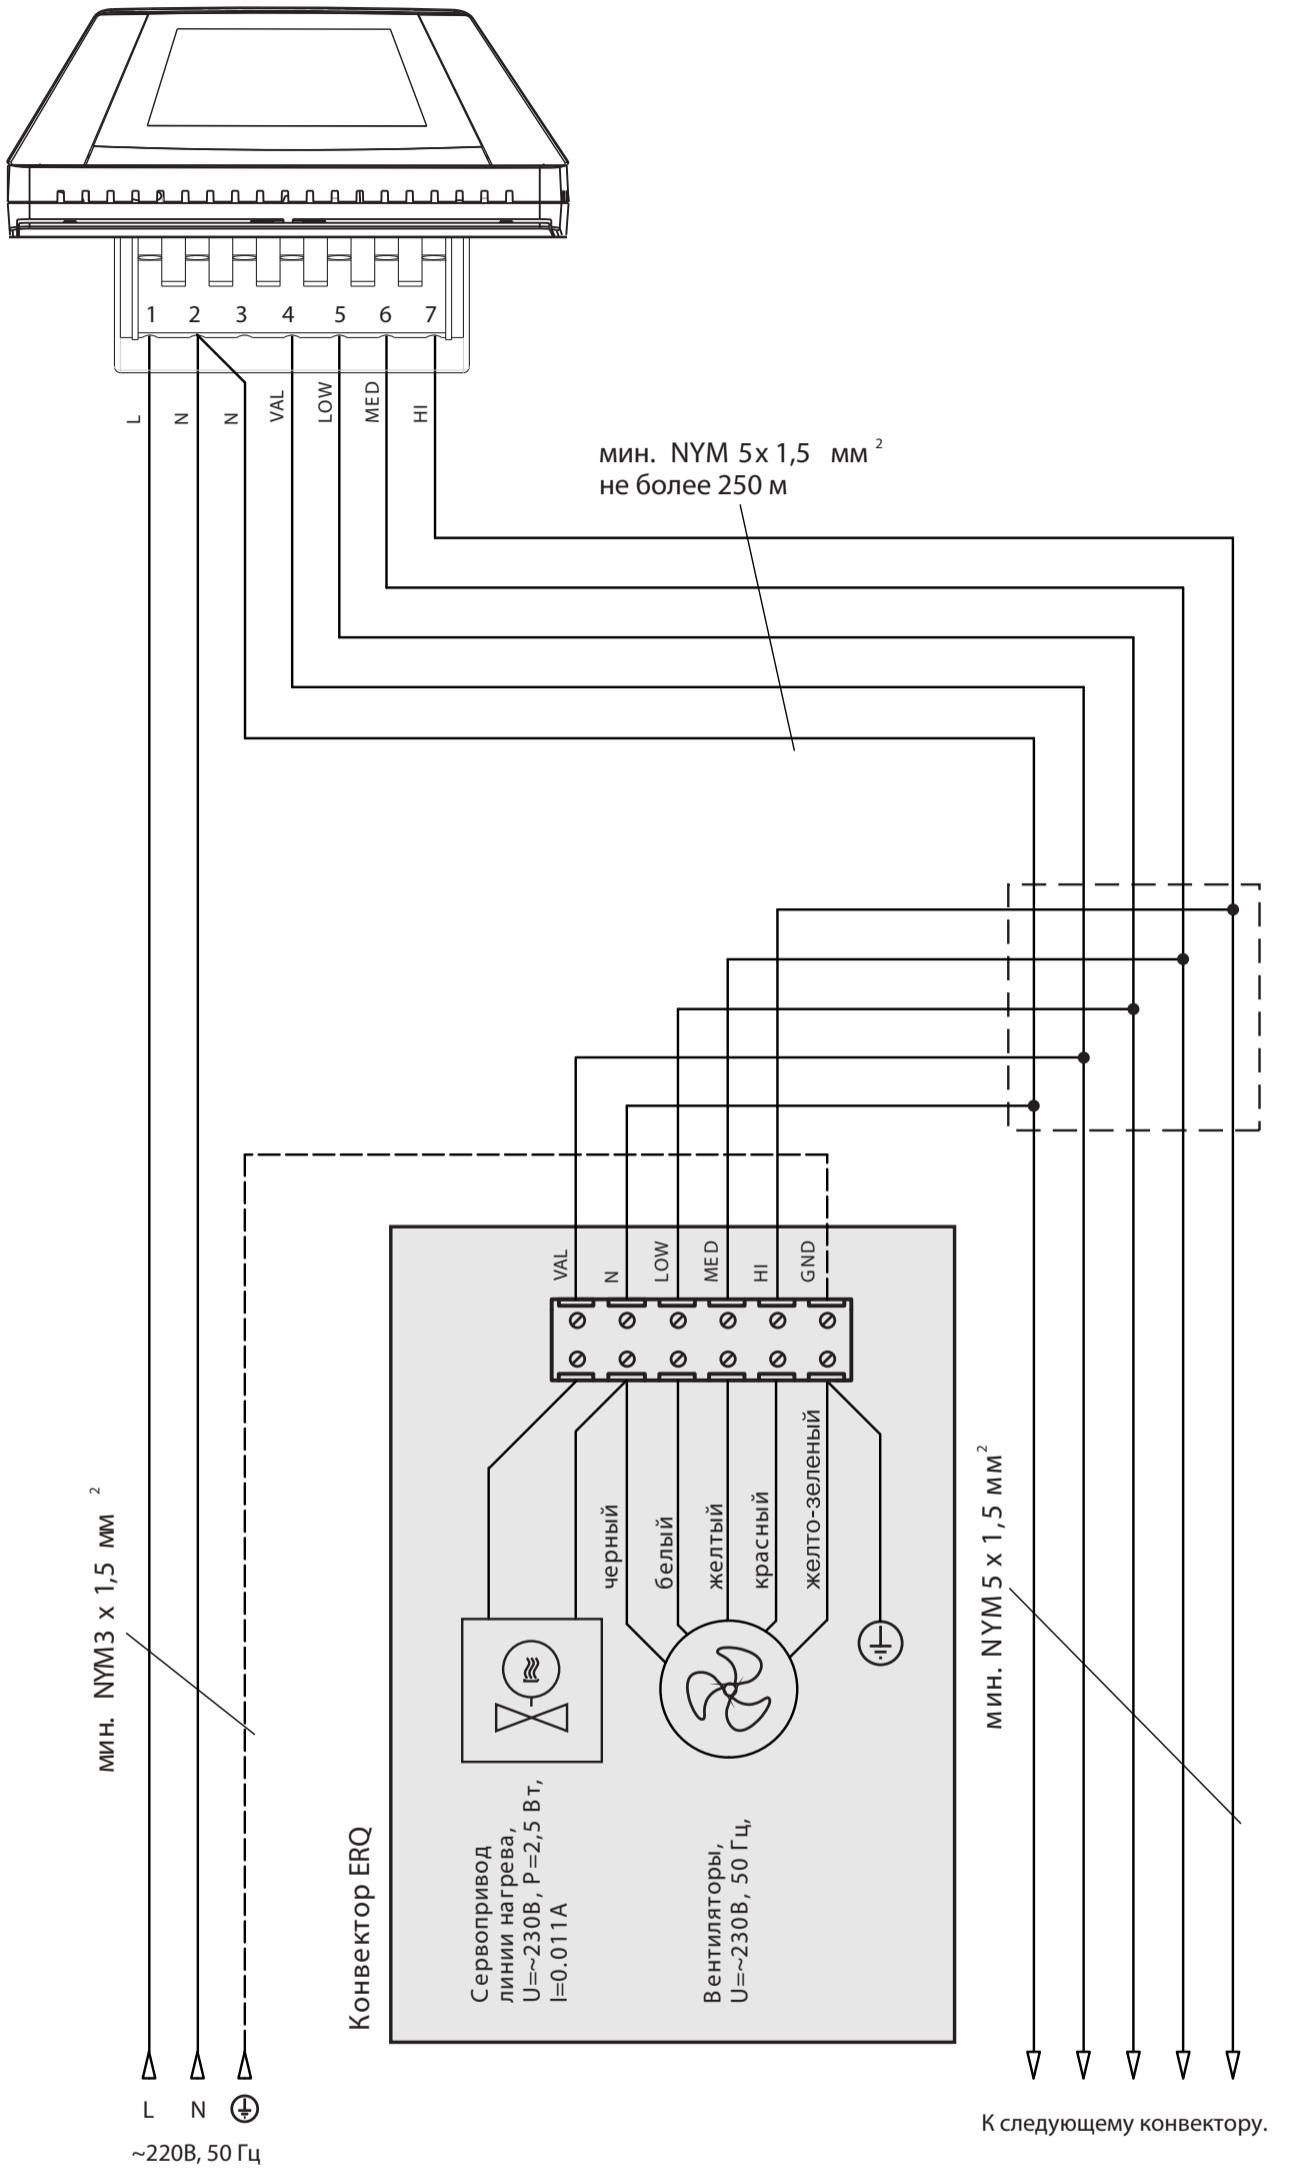 1 2 3 4 5 6 7
L
N
N
VAL
LOW
MED
HI
мин. NYM 5x 1,5 мм ²
не более 250 м
VAL
N
LOW
MED
HI
GND
черный
белый
желтый
красный
желто-зеленый
мин. NYM3 x 1,5 мм ²
мин. NYM 5 x 1,5 мм²
Конвектор ERQ
Сервопривод
линии нагрева,
U=~230В, P=2,5 Вт,
I=0.011А
Вентиляторы,
U=~230В, 50 Гц,
L N
~220В, 50 Гц
К следующему конвектору.